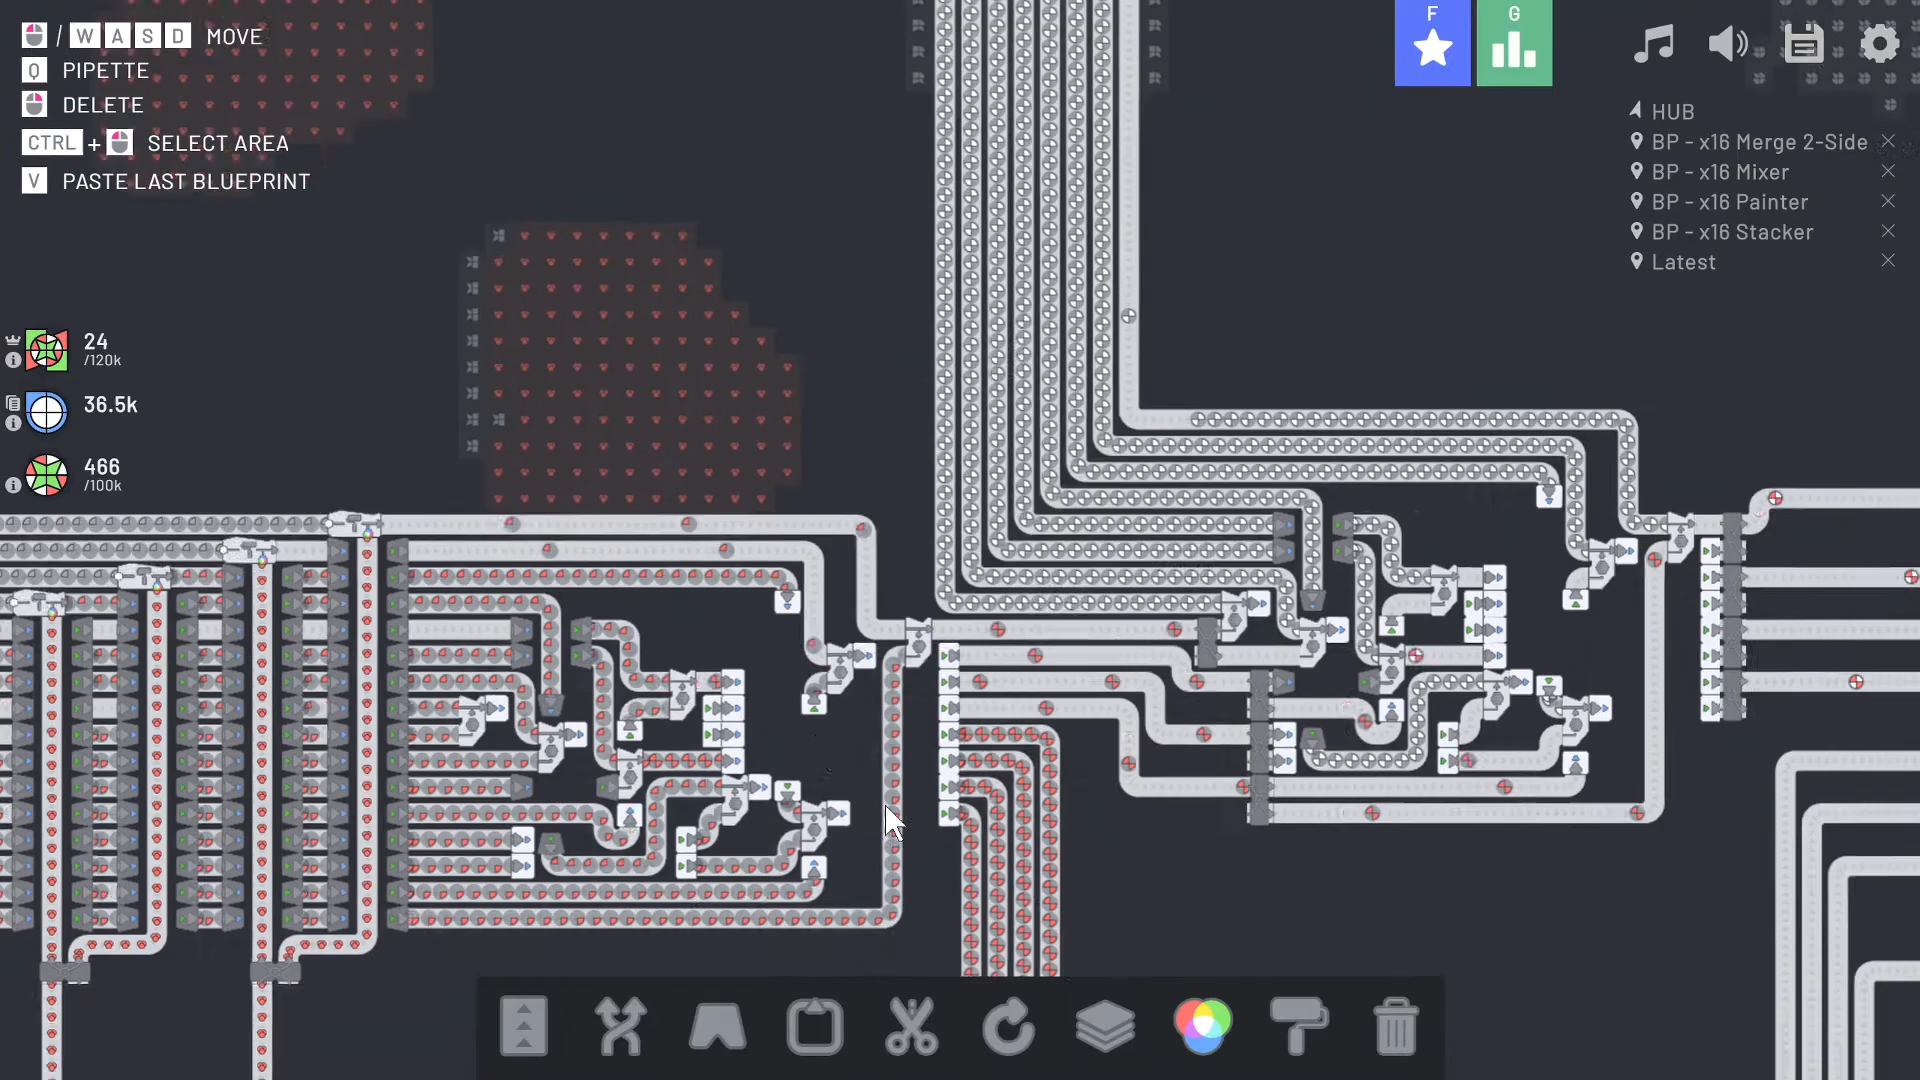 / W A S D MOVE
Q PIPETTE
DELETE
CTRL + SELECT AREA
V PASTE LAST BLUEPRINT
F G
HUB
BP - x16 Merge 2-Side
BP - x16 Mixer
BP - x16 Painter
BP - x16 Stacker
Latest
24
/120k
36.5k
466
/100k